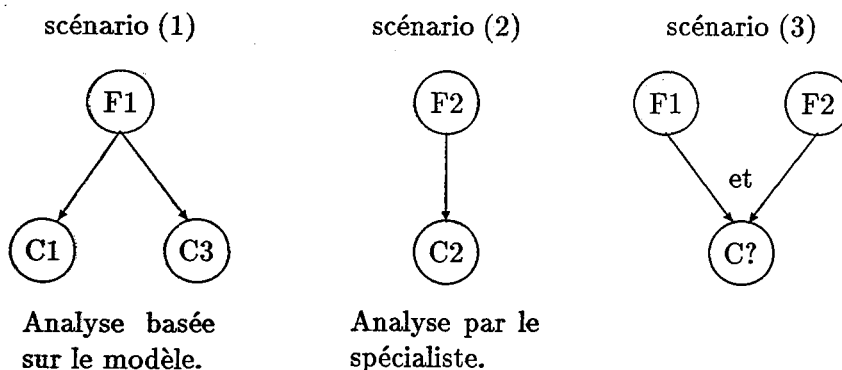 scénario (1) scénario (2) scénario (3)
F1 F2 F1 F2
et
C1 C3 C2 C?
Analyse basée Analyse par le
sur le modèle. spécialiste.